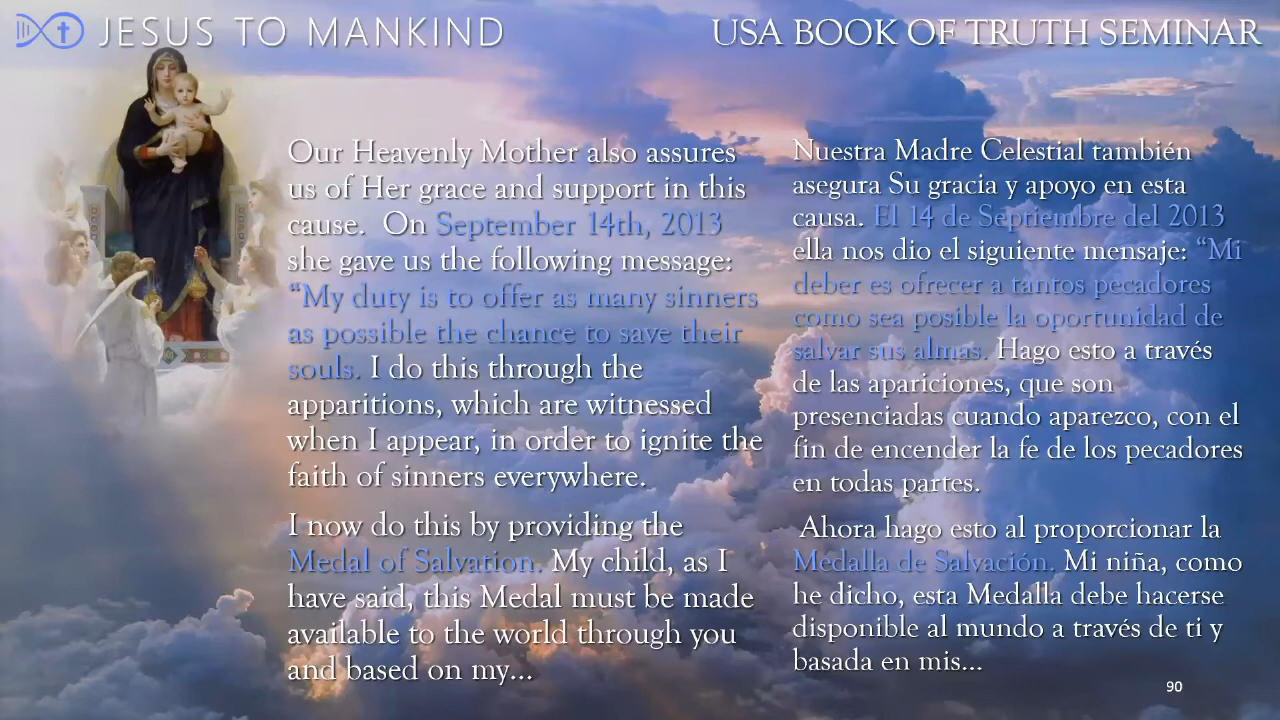 JESUS TO MANKIND
USA BOOK OF TRUTH SEMINAR
Our Heavenly Mother also assures
us of Her grace and support in this
cause.  On September 14th, 2013
she gave us the following message:
“My duty is to offer as many sinners
as possible the chance to save their
souls. I do this through the
apparitions, which are witnessed
when I appear, in order to ignite the
faith of sinners everywhere.
I now do this by providing the
Medal of Salvation. My child, as I
have said, this Medal must be made
available to the world through you
and based on my...
Nuestra Madre Celestial también
asegura Su gracia y apoyo en esta
causa. El 14 de Septiembre del 2013
ella nos dio el siguiente mensaje: “Mi
deber es ofrecer a tantos pecadores
como sea posible la oportunidad de
salvar sus almas. Hago esto a través
de las apariciones, que son
presenciadas cuando aparezco, con el
fin de encender la fe de los pecadores
en todas partes.
Ahora hago esto al proporcionar la
Medalla de Salvación. Mi niña, como
he dicho, esta Medalla debe hacerse
disponible al mundo a través de ti y
basada en mis...
90